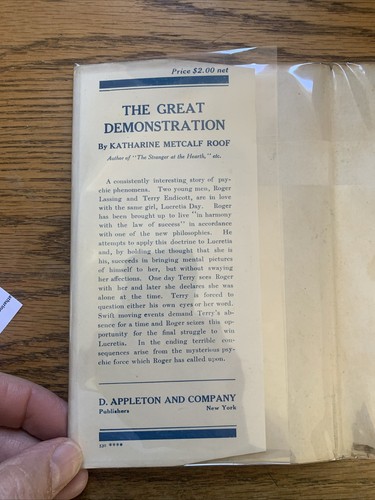 Price $2.00 net
THE GREAT
DEMONSTRATION
By KATHARINE METCALF ROOF
Author of "The Stranger at the Hearth," etc.
A consistently interesting story of psy-
chic phenomena. Two young men, Roger
Lassing and Terry Endicott, are in love
with the same girl, Lucretia Day. Roger
has been brought up to live "in harmony
with the law of success" in accordance
with one of the new philosophies. He
attempts to apply this doctrine to Lucretia
and, by holding the thought that she is
his, succeeds in bringing mental pictures
of himself to her, but without swaying
her affections. One day Terry sees Roger
with her and later she declares she was
alone at the time. Terry is forced to
question either his own eyes or her word.
Swift moving events demand Terry's ab-
sence for a time and Roger seizes this op-
portunity for the final struggle to win
Lucretia. In the ending terrible con-
sequences arise from the mysterious psy-
chic force which Roger has called upon.
D. APPLETON AND COMPANY
Publishers New York